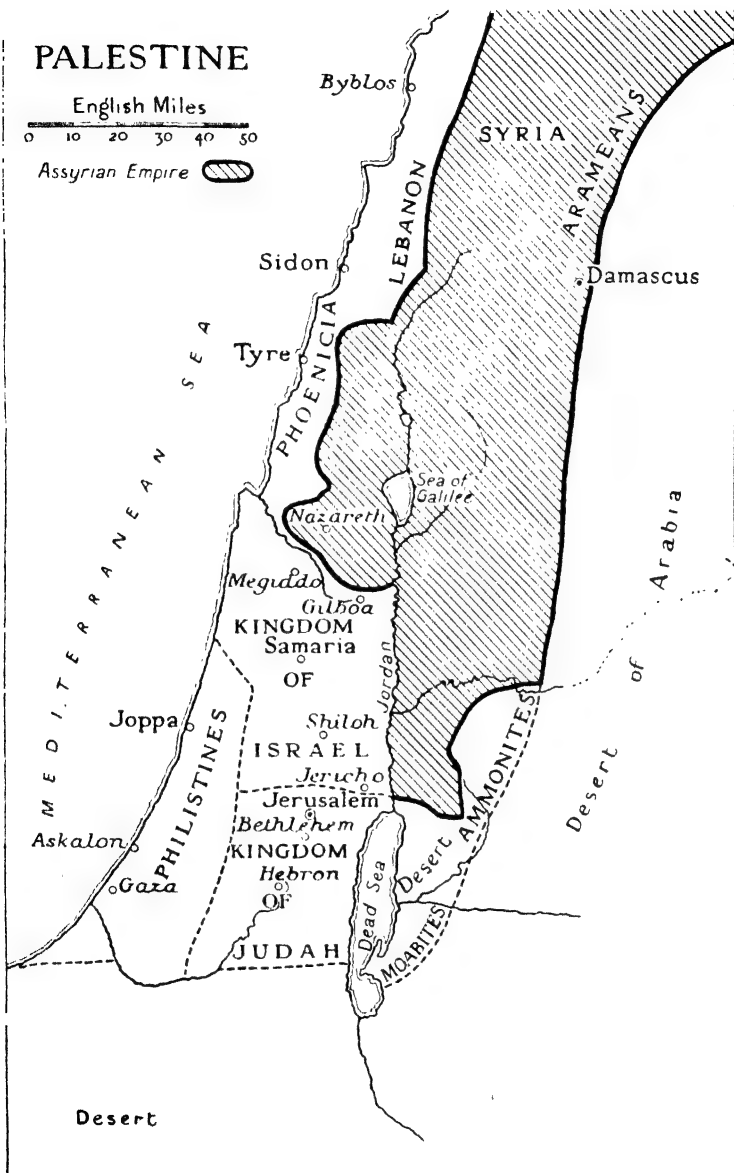 PALESTINE
English Miles
0 10 20 30 40 50
Assyrian Empire
Byblos
SYRIA
ARAMEANS
LEBANON
Sidon
Damascus
MEDITERRANEAN SEA
Tyre
PHOENICIA
Sea of
Galilee
Nazareth
Megiddo
Gilboa
KINGDOM
Samaria
OF
Jordan
Desert of Arabia
Joppa
Shiloh
ISRAEL
Jericho
PHILISTINES
Jerusalem
Bethlehem
AMMONITES
Askalon
KINGDOM
Desert
Gaza
Hebron
OF
Dead Sea
JUDAH
MOABITES
Desert